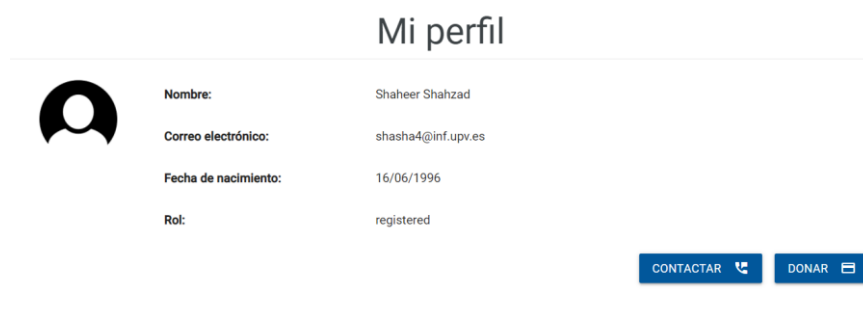 Mi perfil
Nombre: Shaheer Shahzad
Correo electrónico: shasha4@inf.upv.es
Fecha de nacimiento: 16/06/1996
Rol: registered
CONTACTAR DONAR